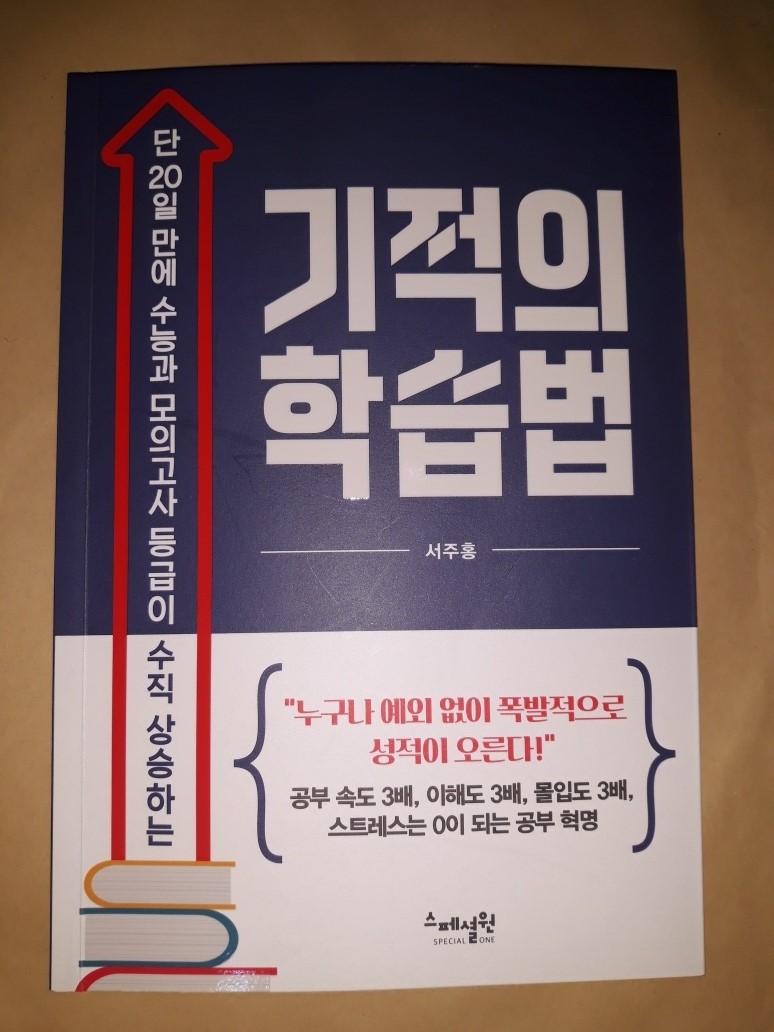 단 20일 만에 수능과 모의고사 등급이 수직 상승하는
기적의
학습법
서주홍
"누구나 예외 없이 폭발적으로
성적이 오른다!"
공부 속도 3배, 이해도 3배, 몰입도 3배,
스트레스는 0이 되는 공부 혁명
스페셜원
SPECIAL ONE